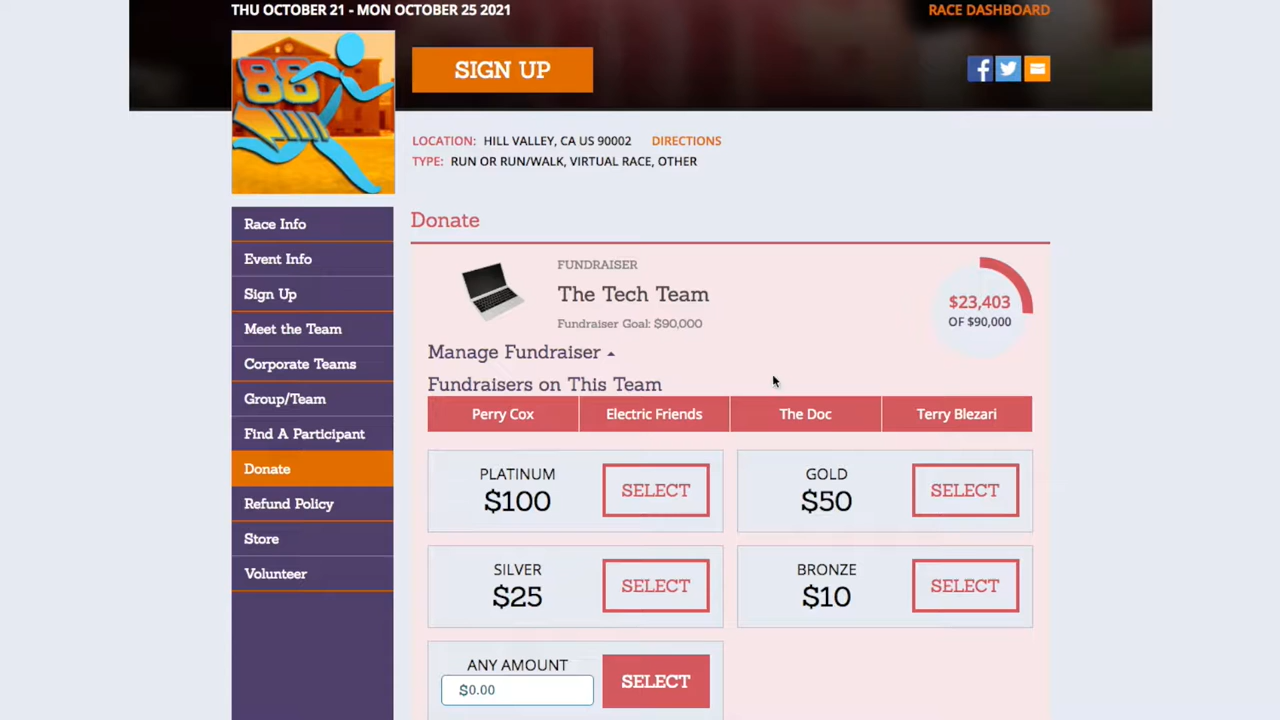 THU OCTOBER 21 - MON OCTOBER 25 2021
RACE DASHBOARD
88
SIGN UP
LOCATION: HILL VALLEY, CA US 90002 DIRECTIONS
TYPE: RUN OR RUN/WALK, VIRTUAL RACE, OTHER
Race Info
Event Info
Sign Up
Meet the Team
Corporate Teams
Group/Team
Find A Participant
Donate
Refund Policy
Store
Volunteer
Donate
FUNDRAISER
The Tech Team
Fundraiser Goal: $90,000
$23,403
OF $90,000
Manage Fundraiser
Fundraisers on This Team
Perry Cox Electric Friends The Doc Terry Blezari
PLATINUM
$100
SELECT
GOLD
$50
SELECT
SILVER
$25
SELECT
BRONZE
$10
SELECT
ANY AMOUNT
$0.00
SELECT